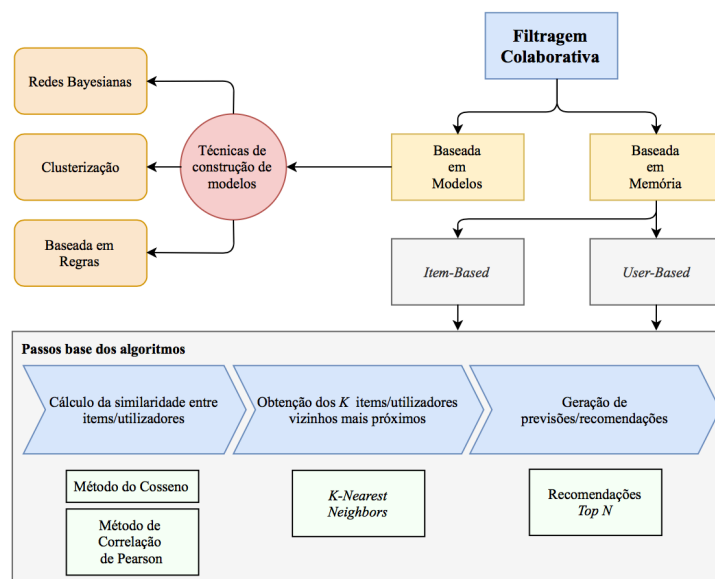 Filtragem
Colaborativa
Redes Bayesianas
Clusterização
Baseada em
Regras
Técnicas de
construção de
modelos
Baseada
em
Modelos
Baseada
em
Memória
Item-Based
User-Based
Passos base dos algoritmos
Cálculo da similaridade entre
items/utilizadores
Obtenção dos K items/utilizadores
vizinhos mais próximos
Geração de
previsões/recomendações
Método do Cosseno
Método de
Correlação
de Pearson
K-Nearest
Neighbors
Recomendações
Top N